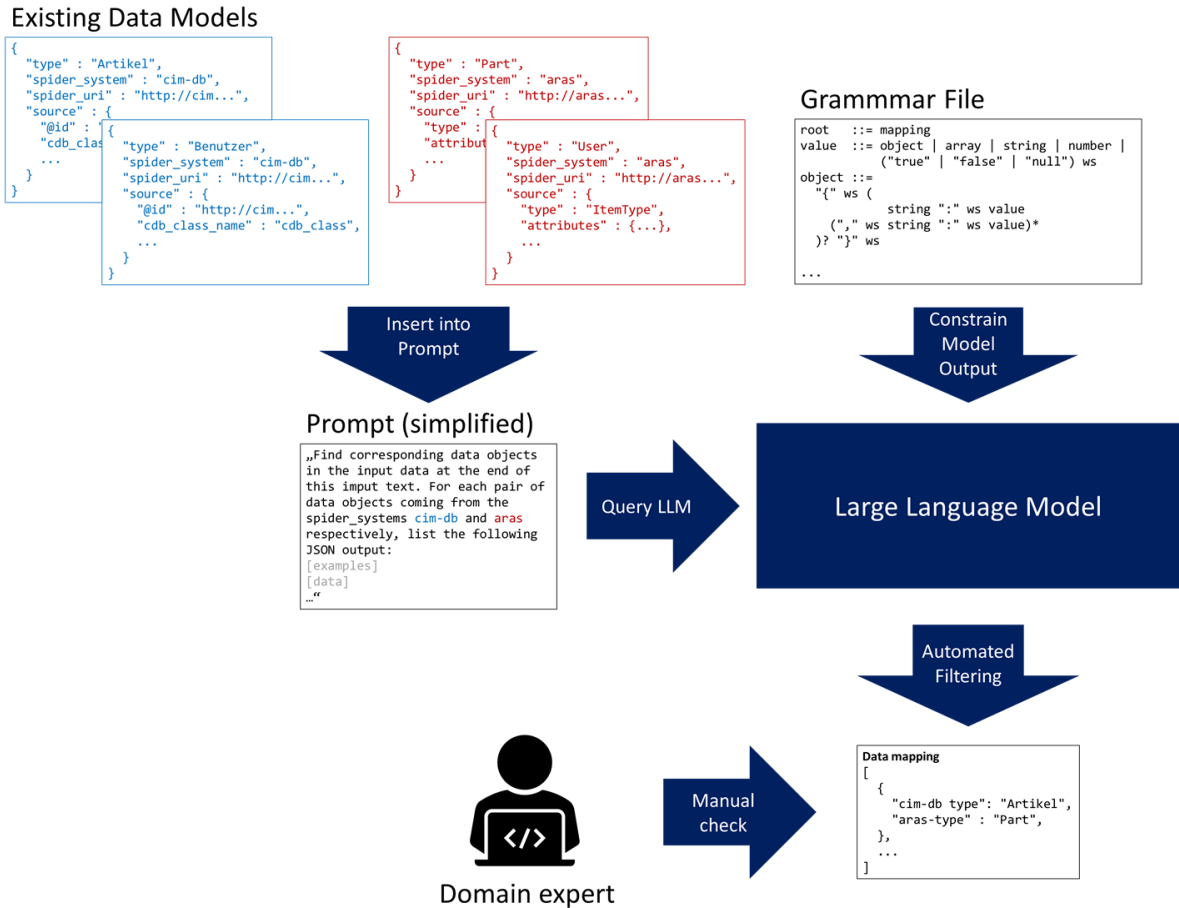 Existing Data Models
{
"type" : "Artikel",
"spider_system" : "cim-db",
"spider_uri" : "http://cim...",
"source" : {
"@id" : "
"cdb_clas
...
}
}
{
"type" : "Benutzer",
"spider_system" : "cim-db",
"spider_uri" : "http://cim...",
"source" : {
"@id" : "http://cim...",
"cdb_class_name" : "cdb_class",
...
}
}
{
"type" : "Part",
"spider_system" : "aras",
"spider_uri" : "http://aras...",
"source" : {
"type" :
"attribut
...
}
}
{
"type" : "User",
"spider_system" : "aras",
"spider_uri" : "http://aras...",
"source" : {
"type" : "ItemType",
"attributes" : {...},
...
}
}
Grammmar File
root ::= mapping
value ::= object | array | string | number |
("true" | "false" | "null") ws
object ::=
"{" ws (
string ":" ws value
("," ws string ":" ws value)*
)? "}" ws
...
Insert into
Prompt
Constrain
Model
Output
Prompt (simplified)
„Find corresponding data objects
in the input data at the end of
this imput text. For each pair of
data objects coming from the
spider_systems cim-db and aras
respectively, list the following
JSON output:
[examples]
[data]
…“
Query LLM
Large Language Model
Automated
Filtering
Data mapping
[
{
"cim-db type": "Artikel",
"aras-type" : "Part",
},
...
]
Manual
check
</>
Domain expert